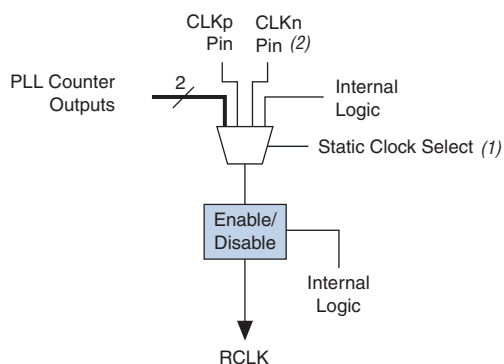 CLKp
Pin
CLKn
Pin (2)
PLL Counter
Outputs
2
Internal
Logic
Static Clock Select (1)
Enable/
Disable
Internal
Logic
RCLK